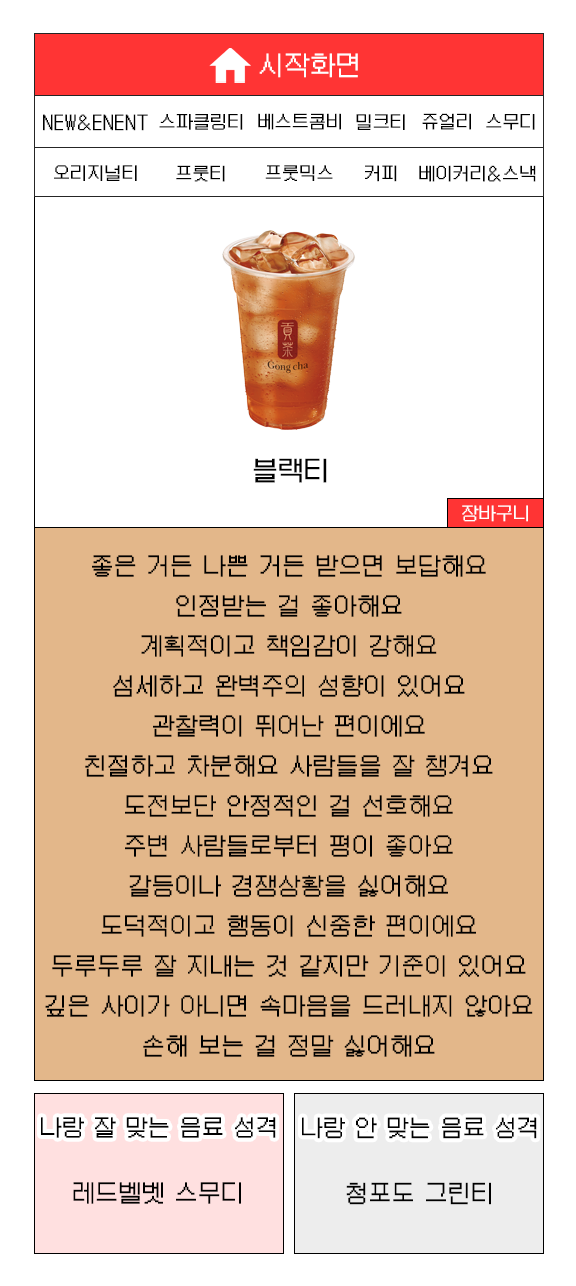 시작화면
NEW&ENENT 스파클링티 베스트콤비 밀크티 쥬얼리 스무디
오리지널티 프룻티 프룻믹스 커피 베이커리&스낵
貢茶
Gong cha
블랙티
장바구니
좋은 거든 나쁜 거든 받으면 보답해요
인정받는 걸 좋아해요
계획적이고 책임감이 강해요
섬세하고 완벽주의 성향이 있어요
관찰력이 뛰어난 편이에요
친절하고 차분해요 사람들을 잘 챙겨요
도전보단 안정적인 걸 선호해요
주변 사람들로부터 평이 좋아요
갈등이나 경쟁상황을 싫어해요
도덕적이고 행동이 신중한 편이에요
두루두루 잘 지내는 것 같지만 기준이 있어요
깊은 사이가 아니면 속마음을 드러내지 않아요
손해 보는 걸 정말 싫어해요
나랑 잘 맞는 음료 성격
레드벨벳 스무디
나랑 안 맞는 음료 성격
청포도 그린티